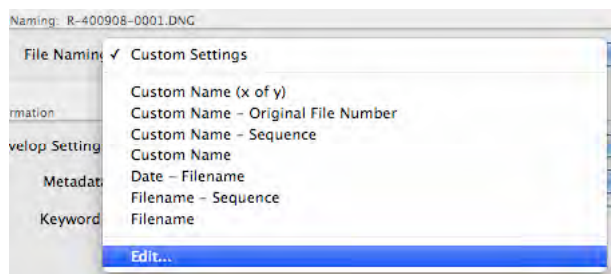 Naming: R-400908-0001.DNG
File Naming ✓ Custom Settings
Custom Name (x of y)
rmation
Custom Name – Original File Number
Custom Name – Sequence
velop Setting
Custom Name
Metadat
Date – Filename
Filename – Sequence
Keyword
Filename
Edit...